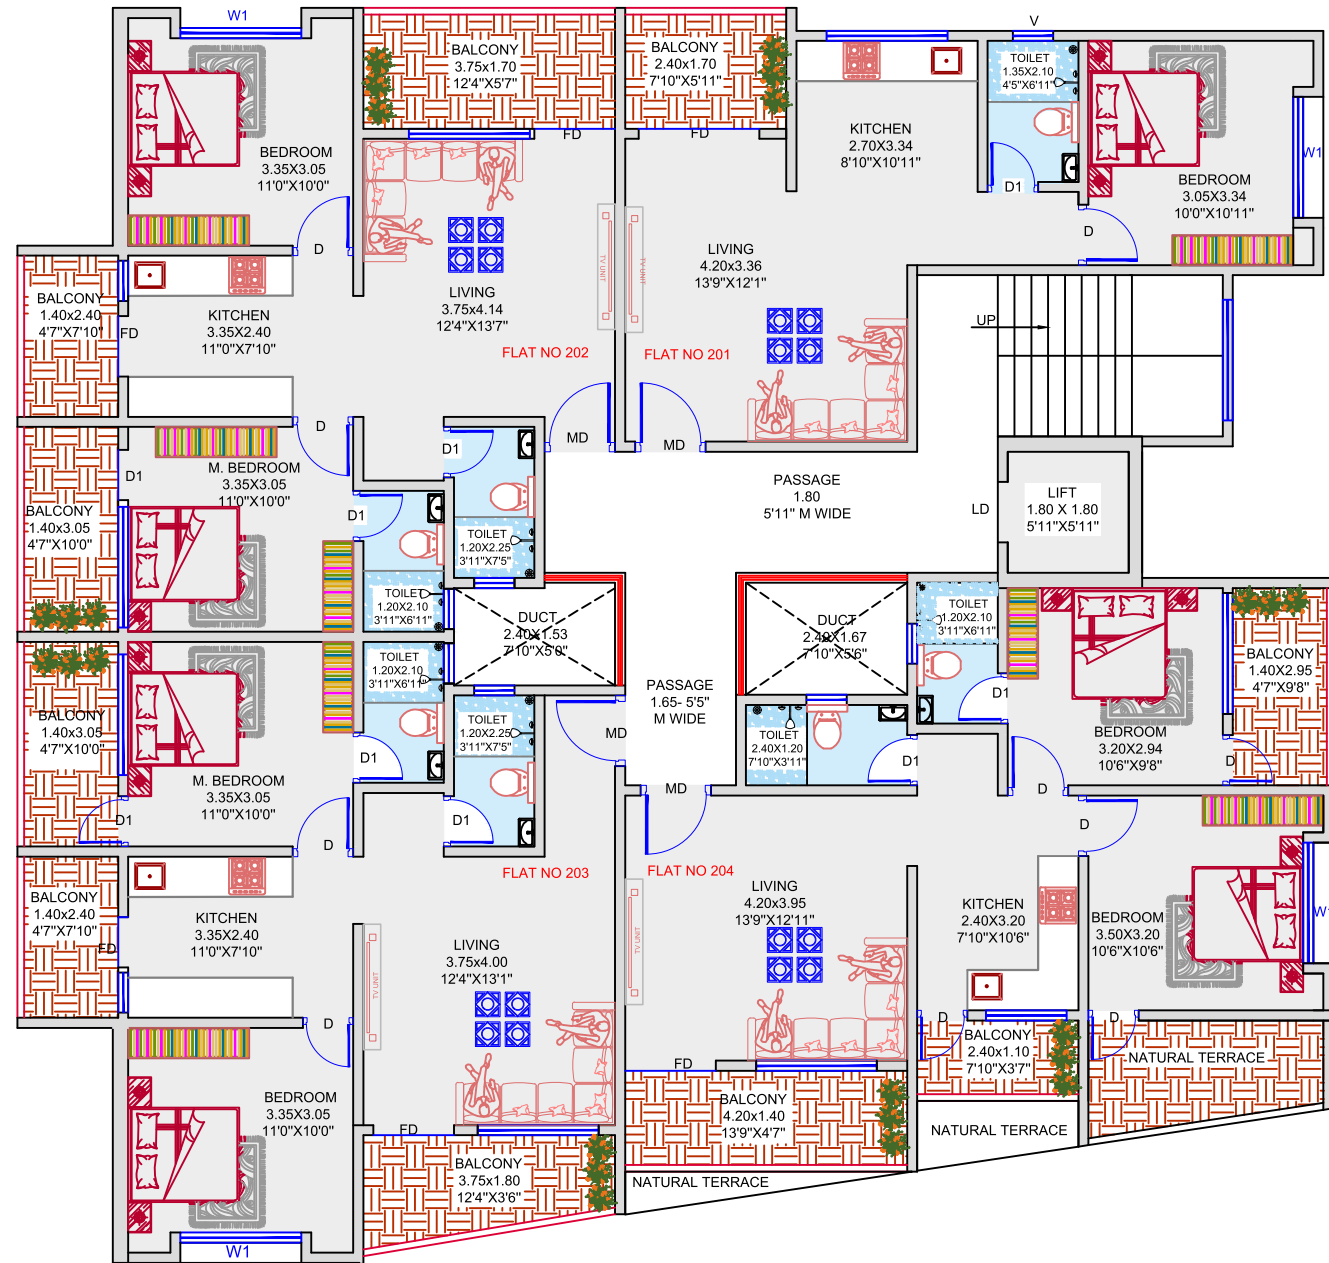 W1
V
BALCONY
3.75x1.70
12'4"X5'7"
BALCONY
2.40x1.70
7'10"X5'11"
TOILET
1.35X2.10
4'5"X6'11"
FD
FD
KITCHEN
2.70X3.34
8'10"X10'11"
BEDROOM
3.35X3.05
11'0"X10'0"
W1
D1
BEDROOM
3.05X3.34
10'0"X10'11"
D
D
LIVING
4.20x3.36
13'9"X12'1"
TV UNIT
TV UNIT
BALCONY
1.40x2.40
4'7"X7'10"
FD
KITCHEN
3.35X2.40
11'0"X7'10"
LIVING
3.75x4.14
12'4"X13'7"
UP
FLAT NO 202
FLAT NO 201
D
MD
MD
D1
M. BEDROOM
3.35X3.05
11'0"X10'0"
D1
PASSAGE
1.80
5'11" M WIDE
LIFT
1.80 X 1.80
5'11"X5'11"
LD
BALCONY
1.40x3.05
4'7"X10'0"
D1
TOILET
1.20X2.25
3'11"X7'5"
TOILET
1.20X2.10
3'11"X6'11"
DUCT
2.40X1.53
7'10"X5'0"
DUCT
2.40X1.67
7'10"X5'6"
TOILET
1.20X2.10
3'11"X6'11"
TOILET
1.20X2.10
3'11"X6'11"
BALCONY
1.40X2.95
4'7"X9'8"
D1
PASSAGE
1.65- 5'5"
M WIDE
BALCONY
1.40x3.05
4'7"X10'0"
TOILET
1.20X2.25
3'11"X7'5"
MD
TOILET
2.40X1.20
7'10"X3'11"
BEDROOM
3.20X2.94
10'6"X9'8"
D1
D1
D
M. BEDROOM
3.35X3.05
11'0"X10'0"
MD
D
D1
D1
D
D
FLAT NO 203
FLAT NO 204
BALCONY
1.40x2.40
4'7"X7'10"
FD
KITCHEN
3.35X2.40
11'0"X7'10"
LIVING
4.20x3.95
13'9"X12'11"
KITCHEN
2.40X3.20
7'10"X10'6"
BEDROOM
3.50X3.20
10'6"X10'6"
W1
LIVING
3.75x4.00
12'4"X13'1"
TV UNIT
TV UNIT
D
D
D
BALCONY
2.40x1.10
7'10"X3'7"
NATURAL TERRACE
FD
BEDROOM
3.35X3.05
11'0"X10'0"
BALCONY
4.20x1.40
13'9"X4'7"
FD
NATURAL TERRACE
BALCONY
3.75x1.80
12'4"X3'6"
NATURAL TERRACE
W1